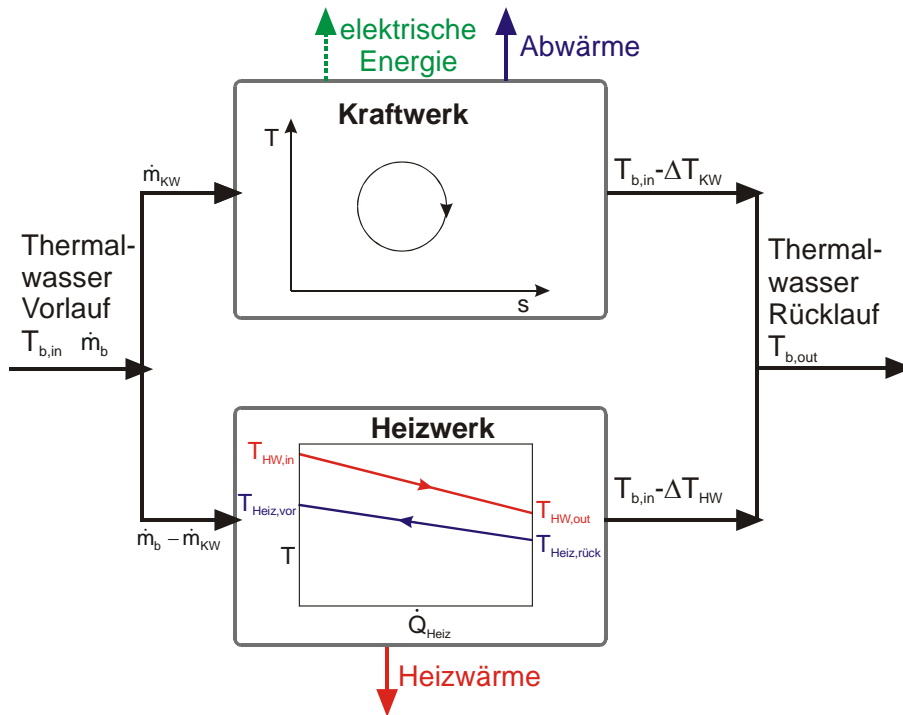 elektrische
Energie
Abwärme
Kraftwerk
T
s
ṁKW
Tb,in-ΔTKW
Thermal-
wasser
Vorlauf
Tb,in ṁb
Thermal-
wasser
Rücklauf
Tb,out
Heizwerk
THW,in
THeiz,vor
THW,out
THeiz,rück
T
Q̇Heiz
ṁb – ṁKW
Tb,in-ΔTHW
Heizwärme